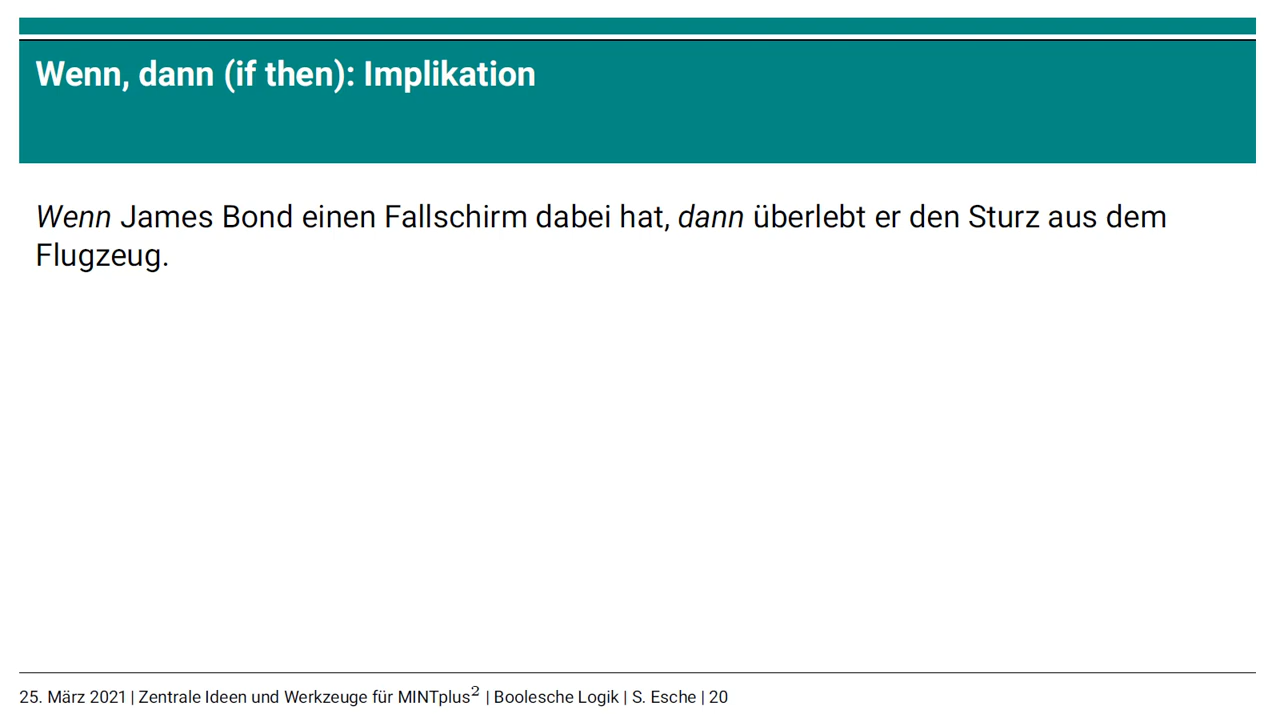 Wenn, dann (if then): Implikation
Wenn James Bond einen Fallschirm dabei hat, dann überlebt er den Sturz aus dem
Flugzeug.
25. März 2021 | Zentrale Ideen und Werkzeuge für MINTplus² | Boolesche Logik | S. Esche | 20